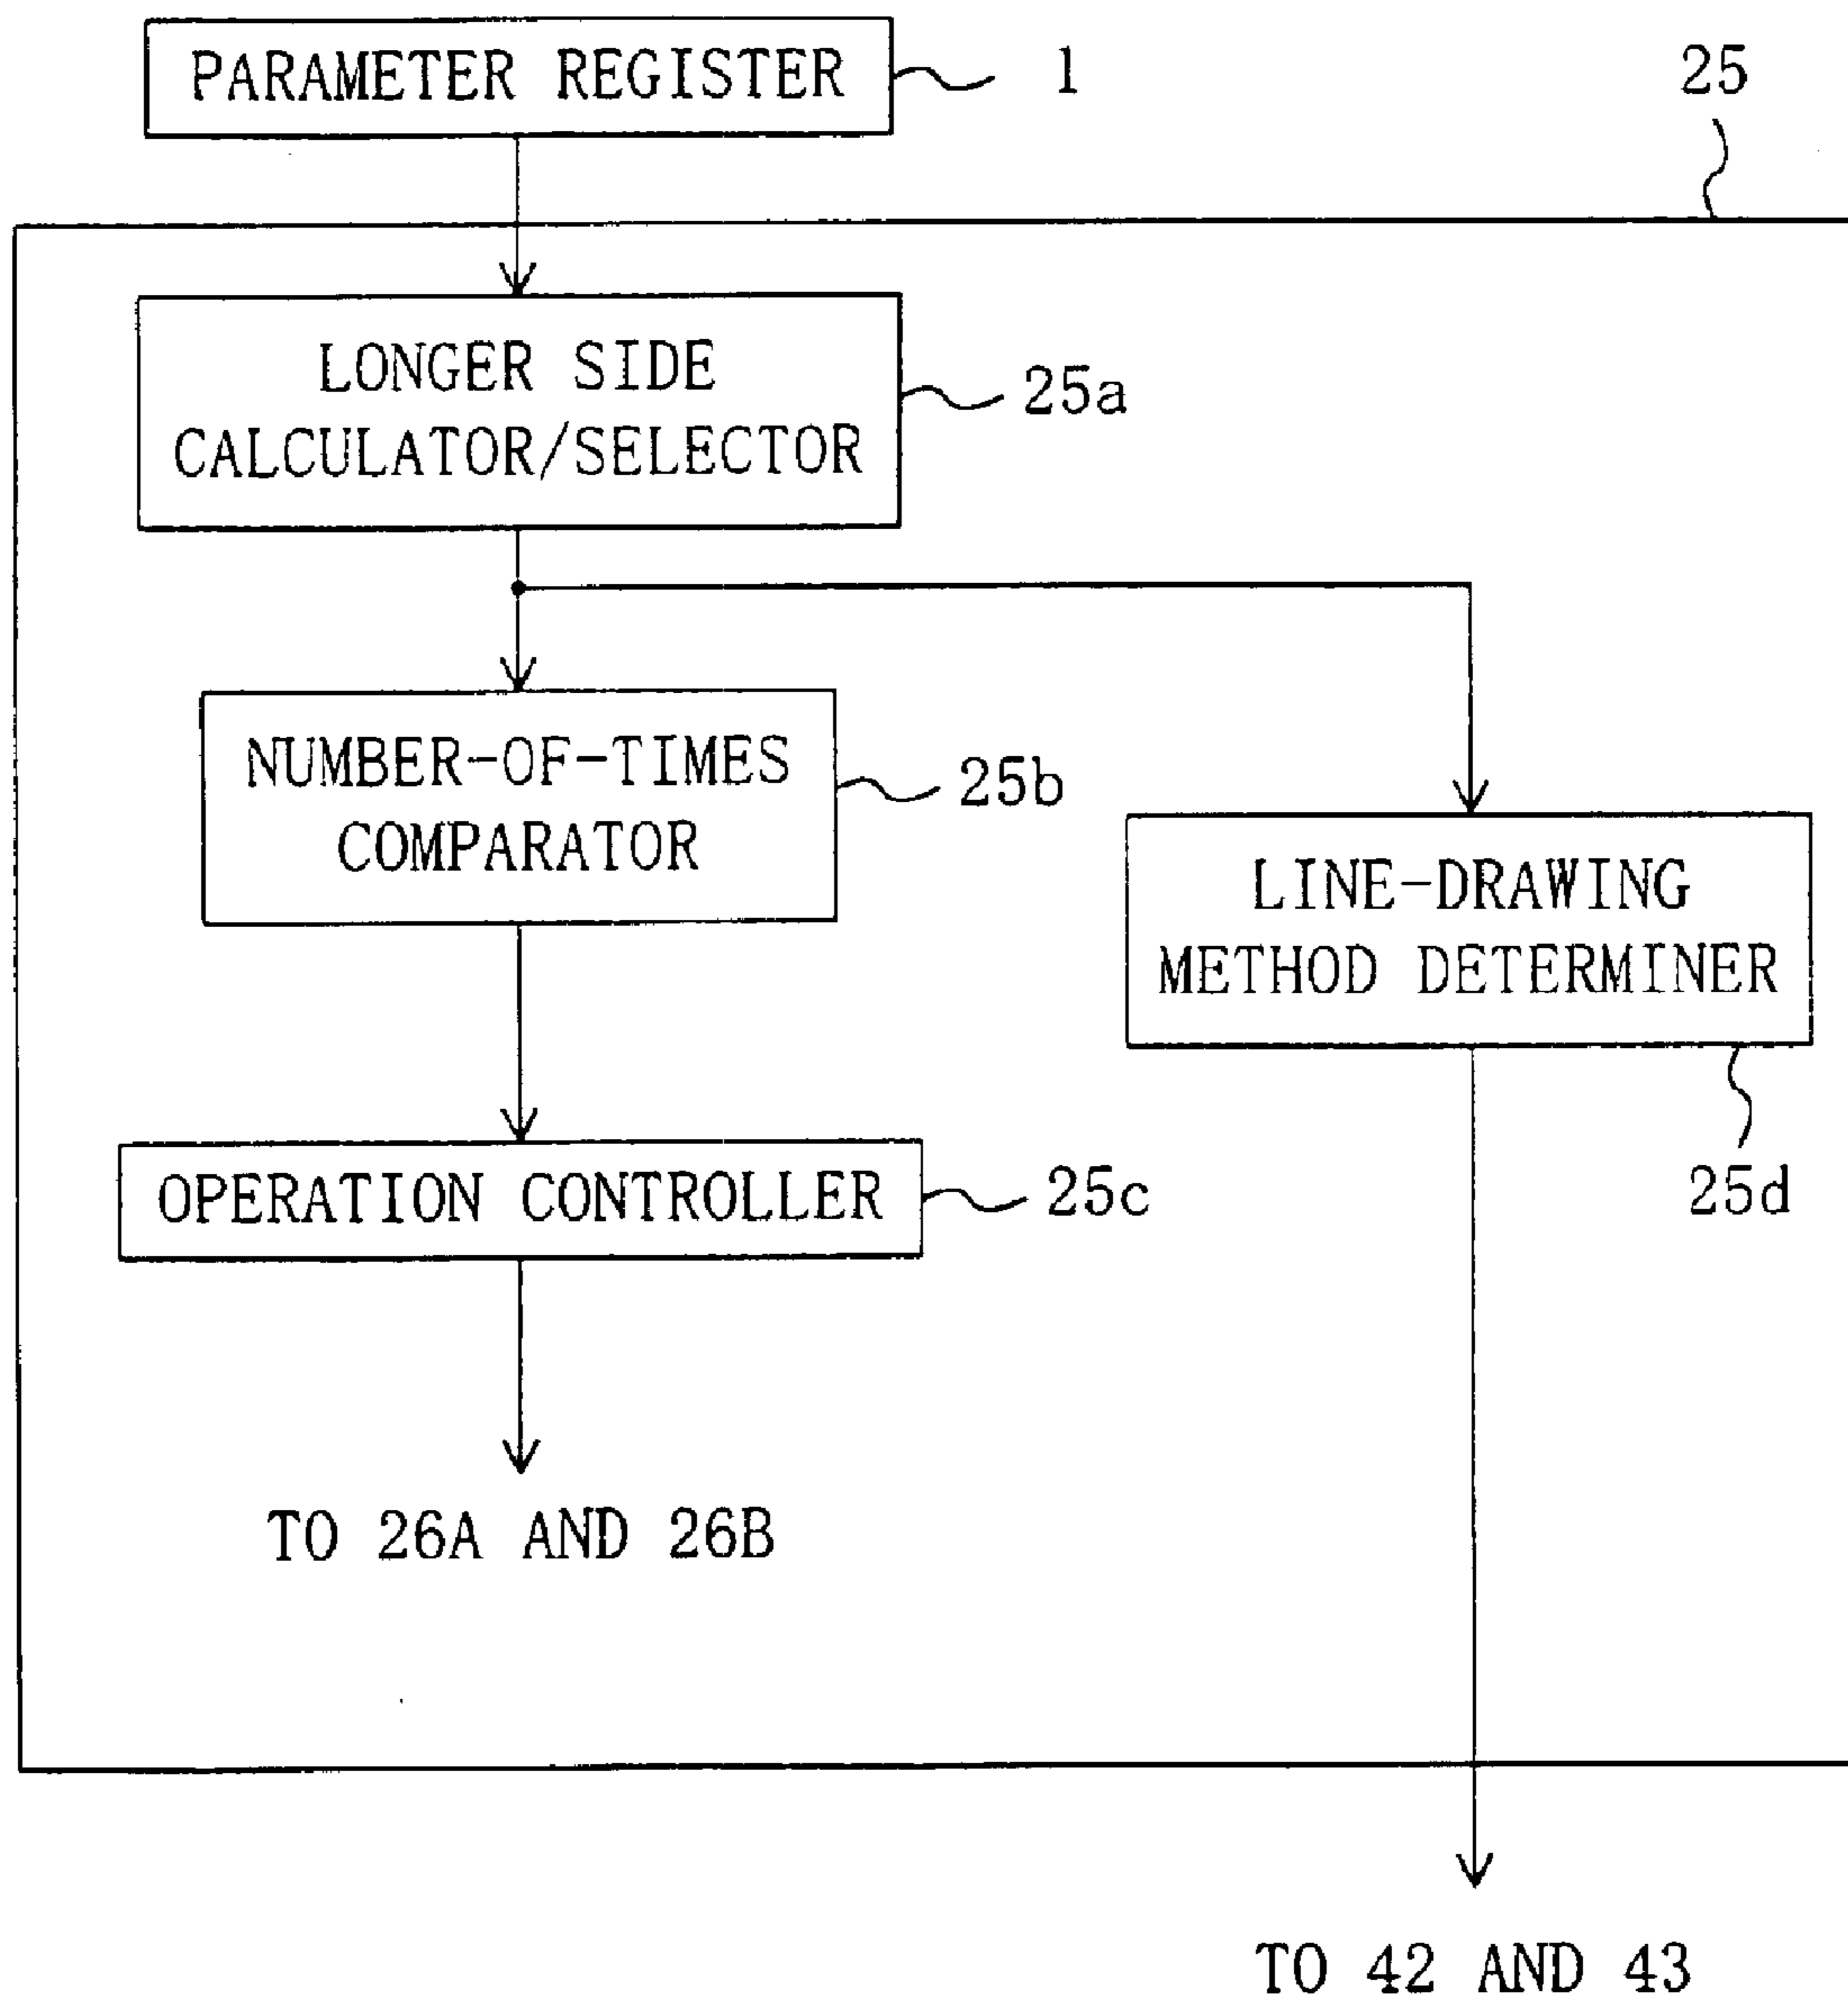 PARAMETER REGISTER
1
25
LONGER SIDE
CALCULATOR/SELECTOR
25a
NUMBER-OF-TIMES
COMPARATOR
25b
LINE-DRAWING
METHOD DETERMINER
25d
OPERATION CONTROLLER
25c
TO 26A AND 26B
TO 42 AND 43